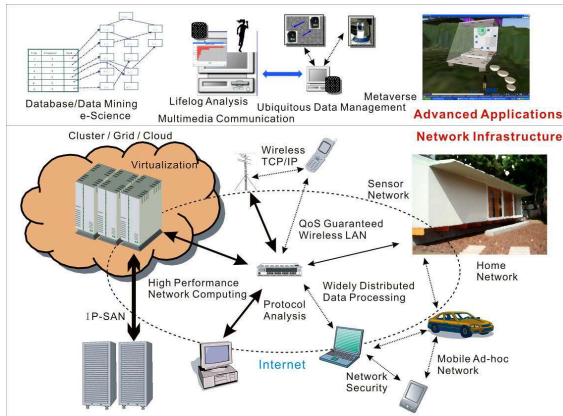 Database/Data Mining
e-Science
Lifelog Analysis
Multimedia Communication
Ubiquitous Data Management
Metaverse
Advanced Applications
Network Infrastructure
Cluster / Grid / Cloud
Virtualization
Wireless
TCP/IP
Sensor
Network
QoS Guaranteed
Wireless LAN
Home
Network
High Performance
Network Computing
Protocol
Analysis
Widely Distributed
Data Processing
IP-SAN
Internet
Mobile Ad-hoc
Network
Network
Security